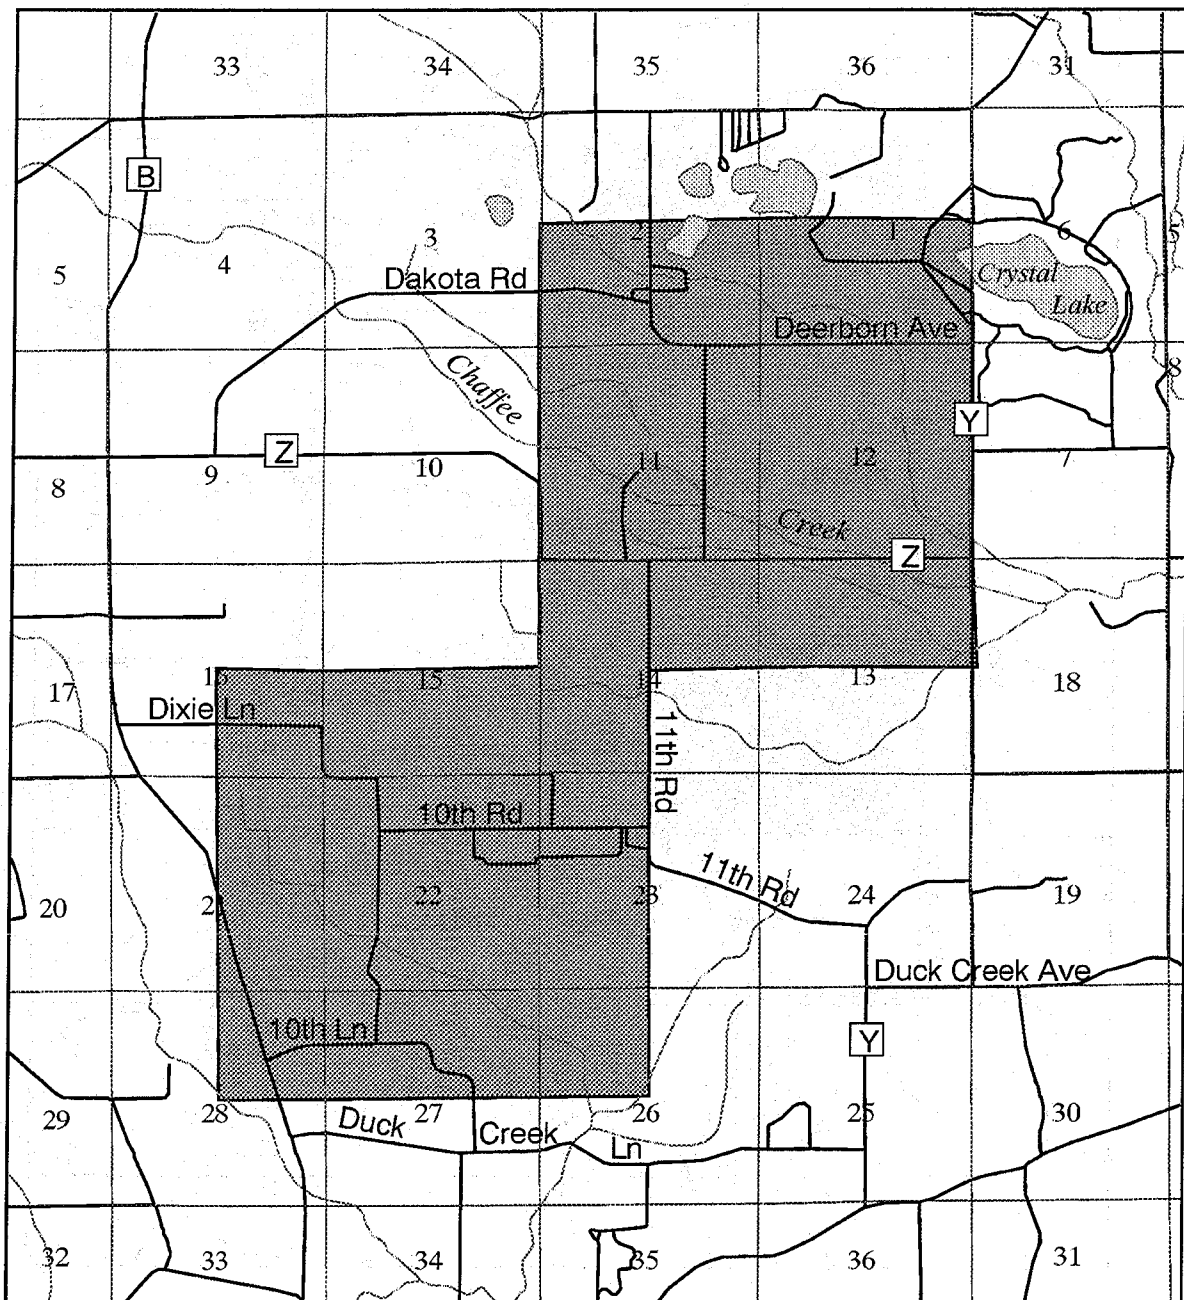 33 34 35 36 31
B
5 4 3 2 1 6 5
Crystal
Dakota Rd
Lake
Deerborn Ave
Chaffee
8
Y
Z
8 9 10 11 12 7
Creek
Z
17 16 15 14 13 18
Dixie Ln
11th Rd
10th Rd
11th Rd
20 21 22 23 24 19
Duck Creek Ave
10th Ln
Y
29 28 27 26 25 30
Duck Creek Ln
32 33 34 35 36 31